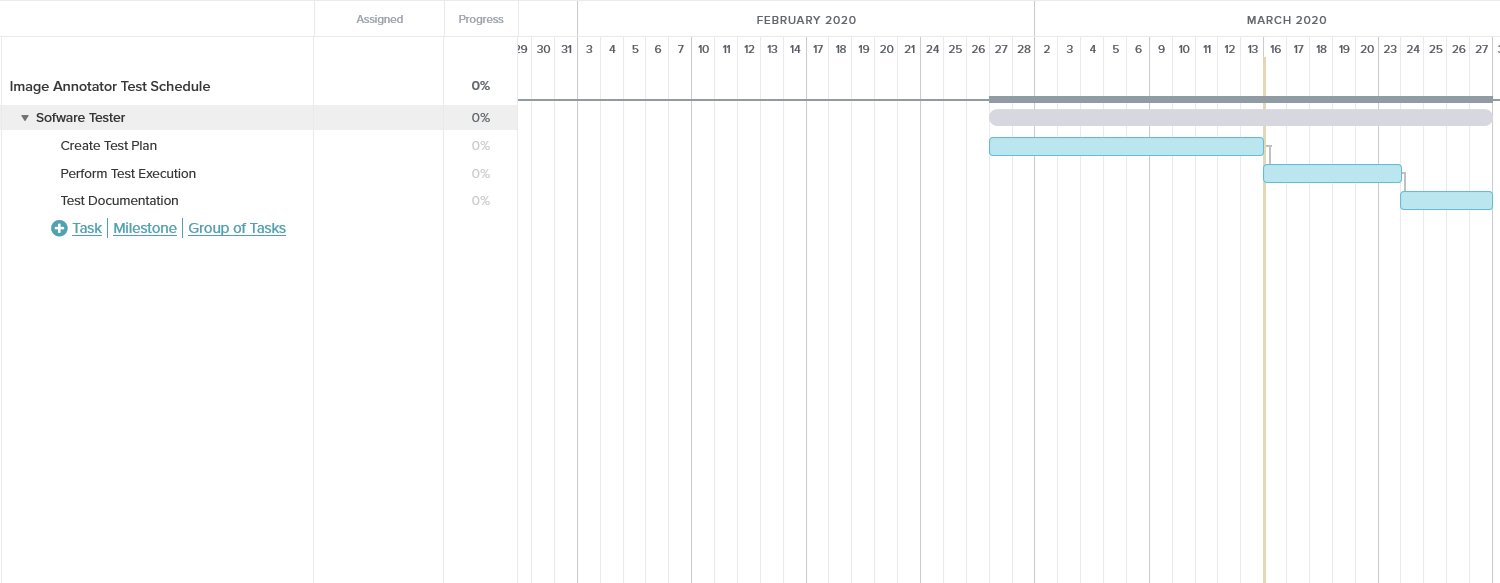 Assigned Progress FEBRUARY 2020 MARCH 2020
29 30 31 3 4 5 6 7 10 11 12 13 14 17 18 19 20 21 24 25 26 27 28 2 3 4 5 6 9 10 11 12 13 16 17 18 19 20 23 24 25 26 27
Image Annotator Test Schedule 0%
Sofware Tester 0%
Create Test Plan 0%
Perform Test Execution 0%
Test Documentation 0%
Task Milestone Group of Tasks